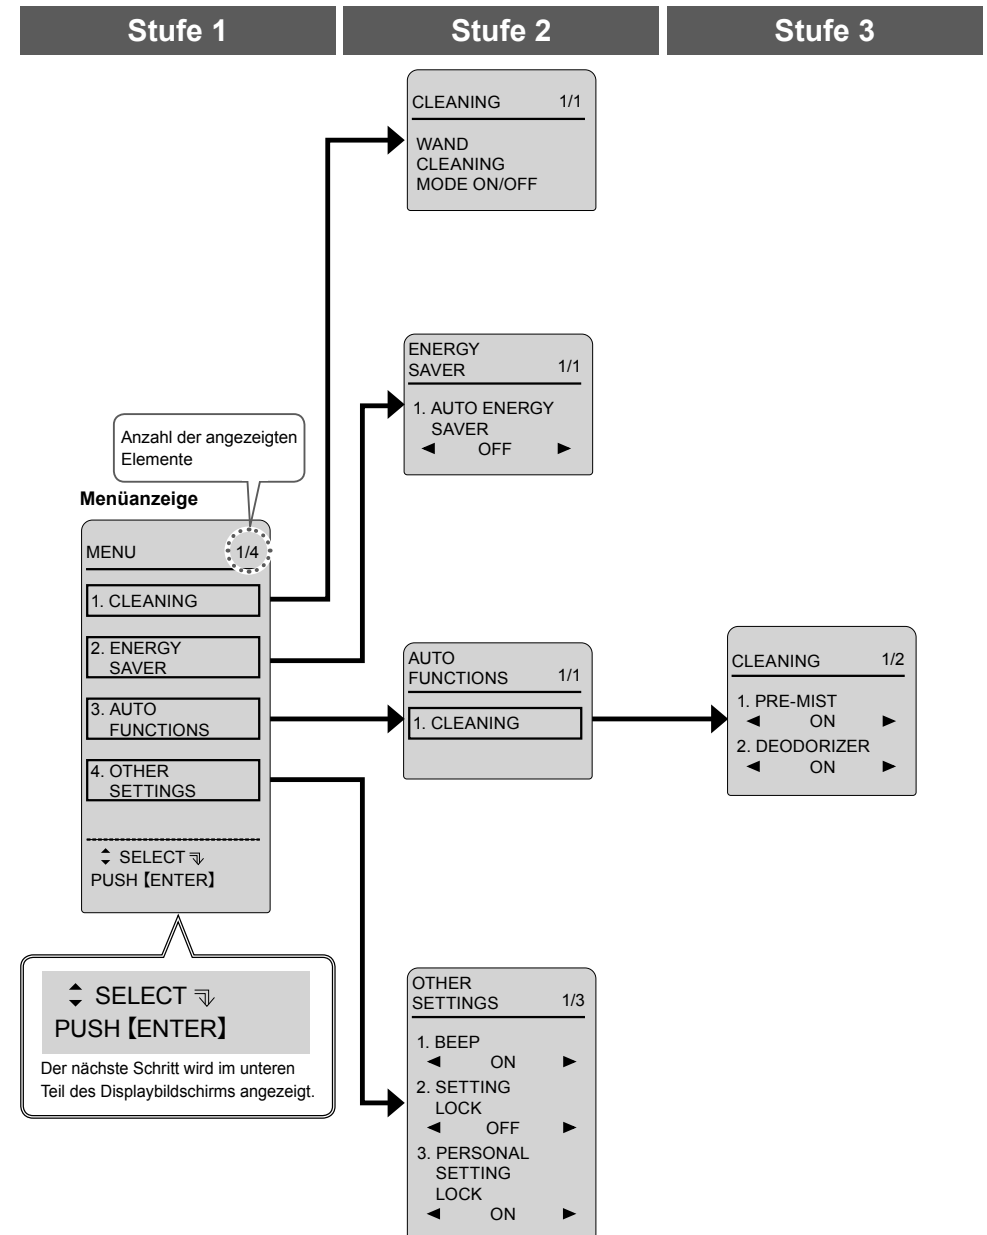 Stufe 1
Stufe 2
Stufe 3
CLEANING 1/1
WAND
CLEANING
MODE ON/OFF
ENERGY
SAVER 1/1
1. AUTO ENERGY
SAVER
◀ OFF ▶
Anzahl der angezeigten
Elemente
Menüanzeige
MENU 1/4
1. CLEANING
2. ENERGY
SAVER
3. AUTO
FUNCTIONS
4. OTHER
SETTINGS
SELECT
PUSH【ENTER】
AUTO
FUNCTIONS 1/1
1. CLEANING
CLEANING 1/2
1. PRE-MIST
◀ ON ▶
2. DEODORIZER
◀ ON ▶
SELECT
PUSH【ENTER】
Der nächste Schritt wird im unteren
Teil des Displaybildschirms angezeigt.
OTHER
SETTINGS 1/3
1. BEEP
◀ ON ▶
2. SETTING
LOCK
◀ OFF ▶
3. PERSONAL
SETTING
LOCK
◀ ON ▶